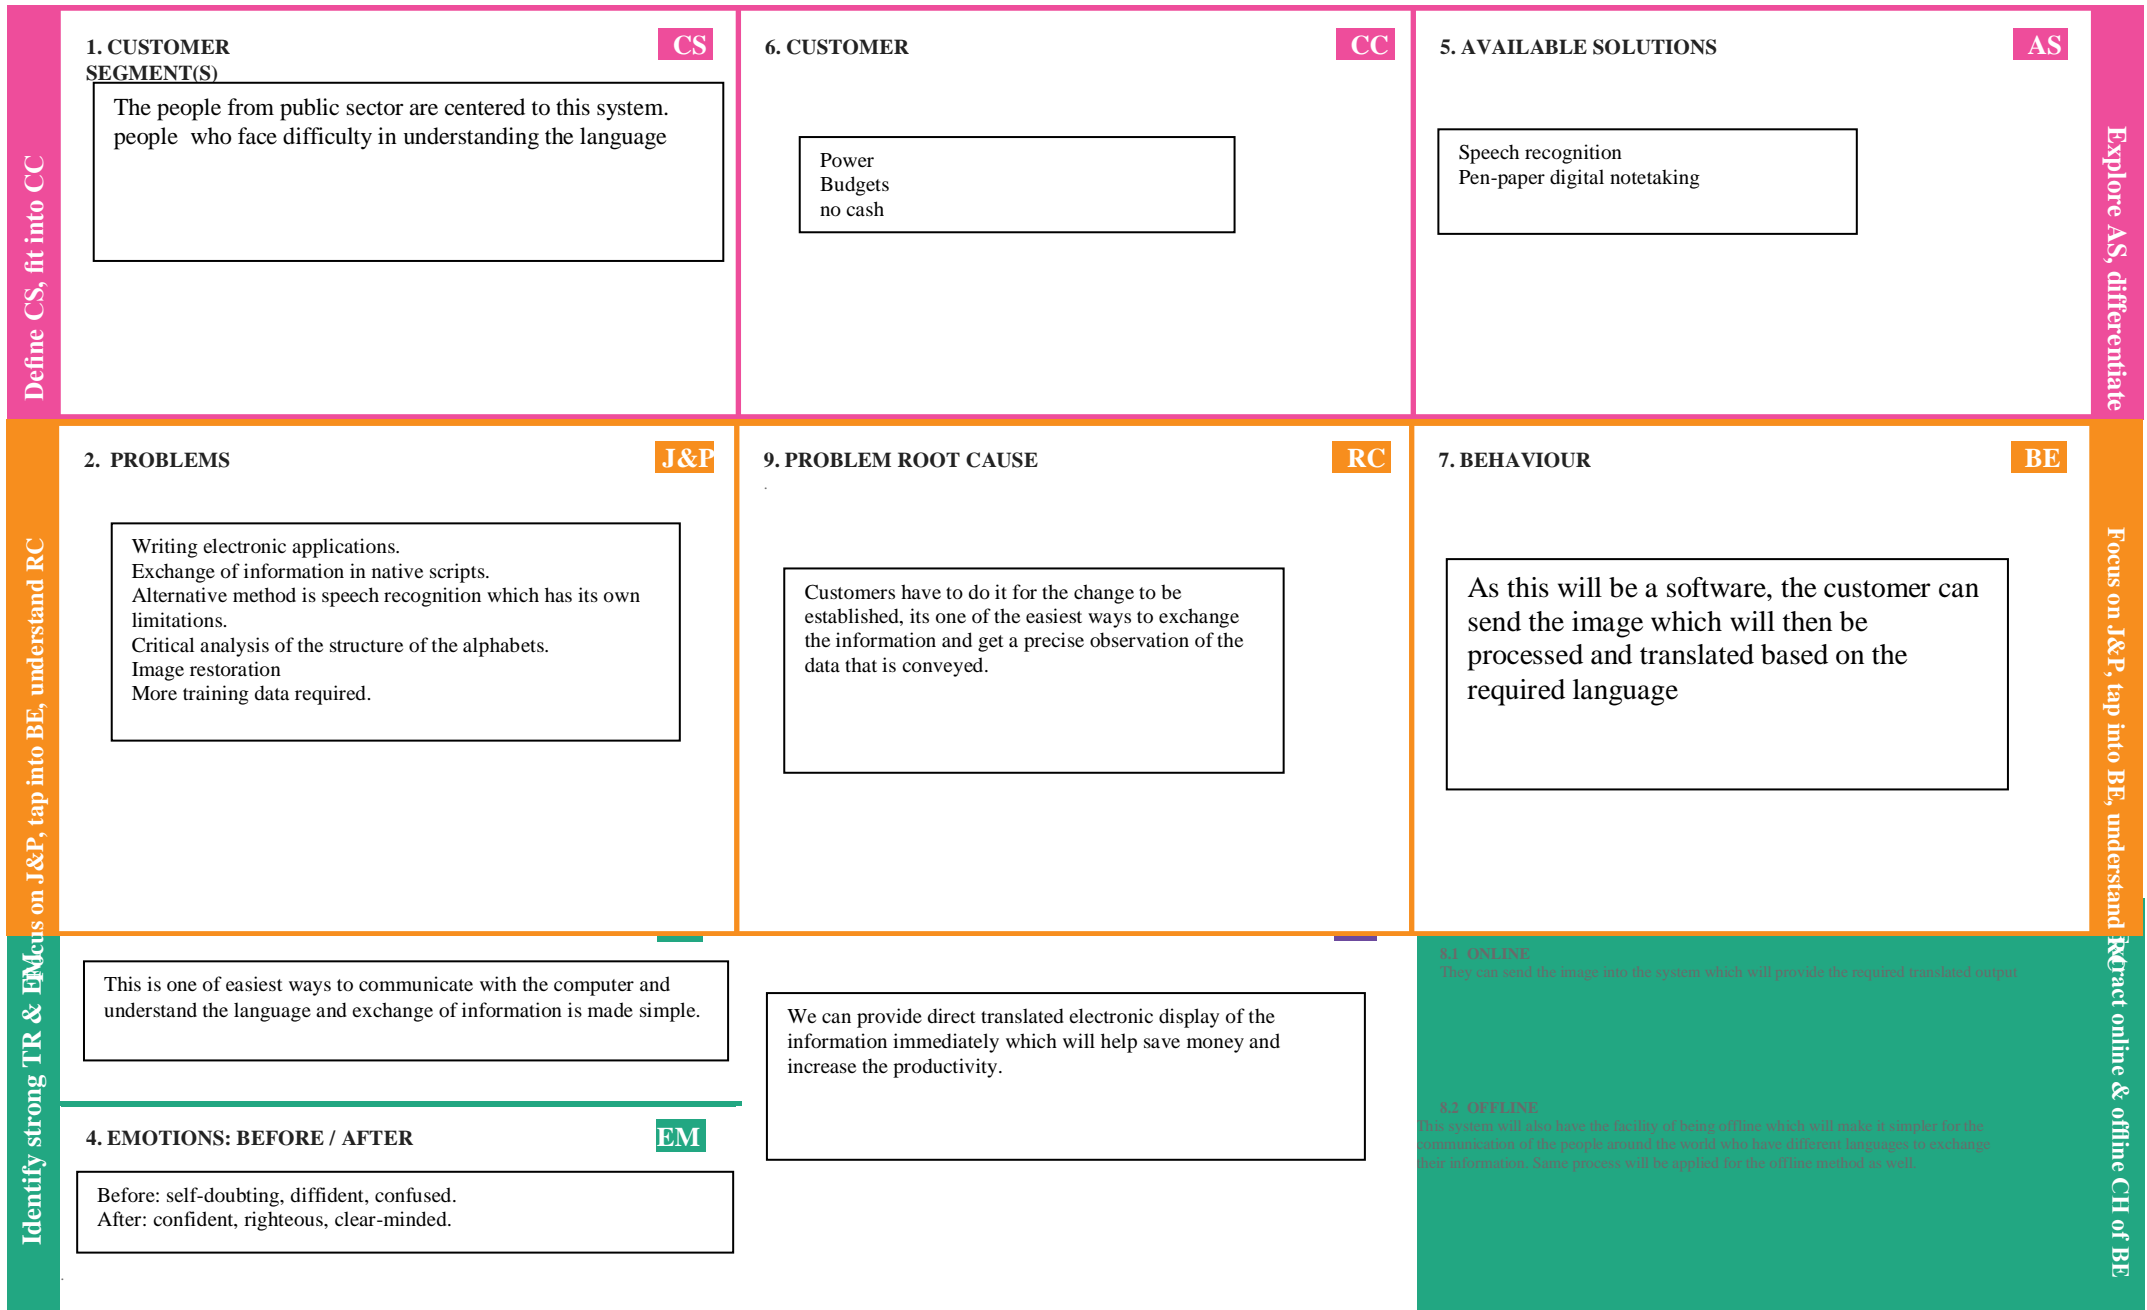 Define CS, fit into CC
1. CUSTOMER
SEGMENT(S)
CS
The people from public sector are centered to this system.
people who face difficulty in understanding the language
6. CUSTOMER
CC
Power
Budgets
no cash
5. AVAILABLE SOLUTIONS
AS
Speech recognition
Pen-paper digital notetaking
Explore AS, differentiate
Focus on J&P, tap into BE, understand RC
2. PROBLEMS
J&P
Writing electronic applications.
Exchange of information in native scripts.
Alternative method is speech recognition which has its own
limitations.
Critical analysis of the structure of the alphabets.
Image restoration
More training data required.
9. PROBLEM ROOT CAUSE
RC
.
Customers have to do it for the change to be
established, its one of the easiest ways to exchange
the information and get a precise observation of the
data that is conveyed.
7. BEHAVIOUR
BE
As this will be a software, the customer can
send the image which will then be
processed and translated based on the
required language
Focus on J&P, tap into BE, understand RC
Identify strong TR & EM
This is one of easiest ways to communicate with the computer and
understand the language and exchange of information is made simple.
4. EMOTIONS: BEFORE / AFTER
EM
Before: self-doubting, diffident, confused.
After: confident, righteous, clear-minded.
.
We can provide direct translated electronic display of the
information immediately which will help save money and
increase the productivity.
8.1 ONLINE
They can send the image into the system which will provide the required translated output
8.2 OFFLINE
This system will also have the facility of being offline which will make it simpler for the
communication of the people around the world who have different languages to exchange
their information. Same process will be applied for the offline method as well.
Extract online & offline CH of BE